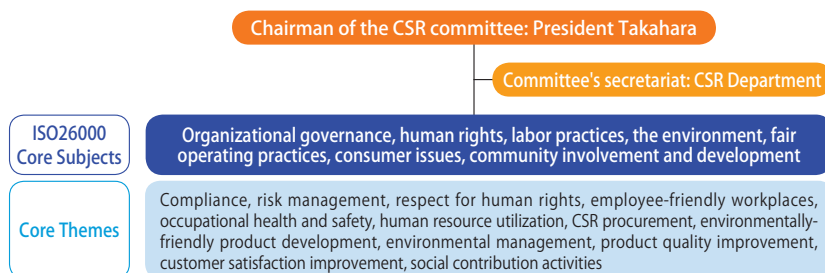 Chairman of the CSR committee: President Takahara
Committee's secretariat: CSR Department
ISO26000
Core Subjects
Organizational governance, human rights, labor practices, the environment, fair
operating practices, consumer issues, community involvement and development
Core Themes
Compliance, risk management, respect for human rights, employee-friendly workplaces,
occupational health and safety, human resource utilization, CSR procurement, environmentally-
friendly product development, environmental management, product quality improvement,
customer satisfaction improvement, social contribution activities